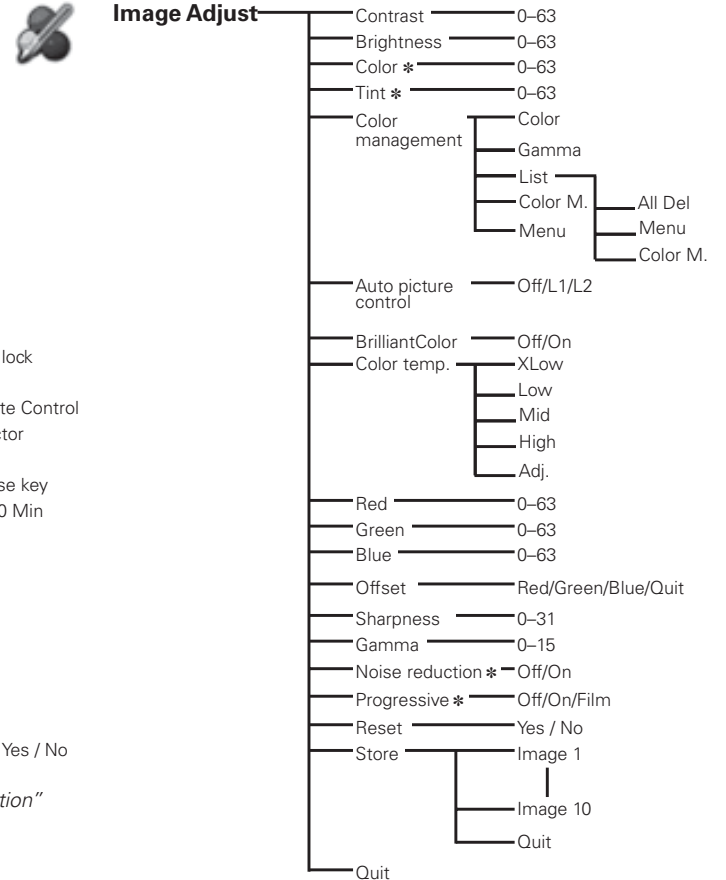 Image Adjust
Contrast 0–63
Brightness 0–63
Color ✻ 0–63
Tint ✻ 0–63
Color management
Color
Gamma
List
All Del
Menu
Color M.
Color M.
Menu
Auto picture control Off/L1/L2
BrilliantColor Off/On
Color temp.
XLow
Low
Mid
High
Adj.
Red 0–63
Green 0–63
Blue 0–63
Offset Red/Green/Blue/Quit
Sharpness 0–31
Gamma 0–15
Noise reduction ✻ Off/On
Progressive ✻ Off/On/Film
Reset Yes / No
Store
Image 1
Image 10
Quit
Quit
lock
te Control
tor
se key
0 Min
Yes / No
tion"